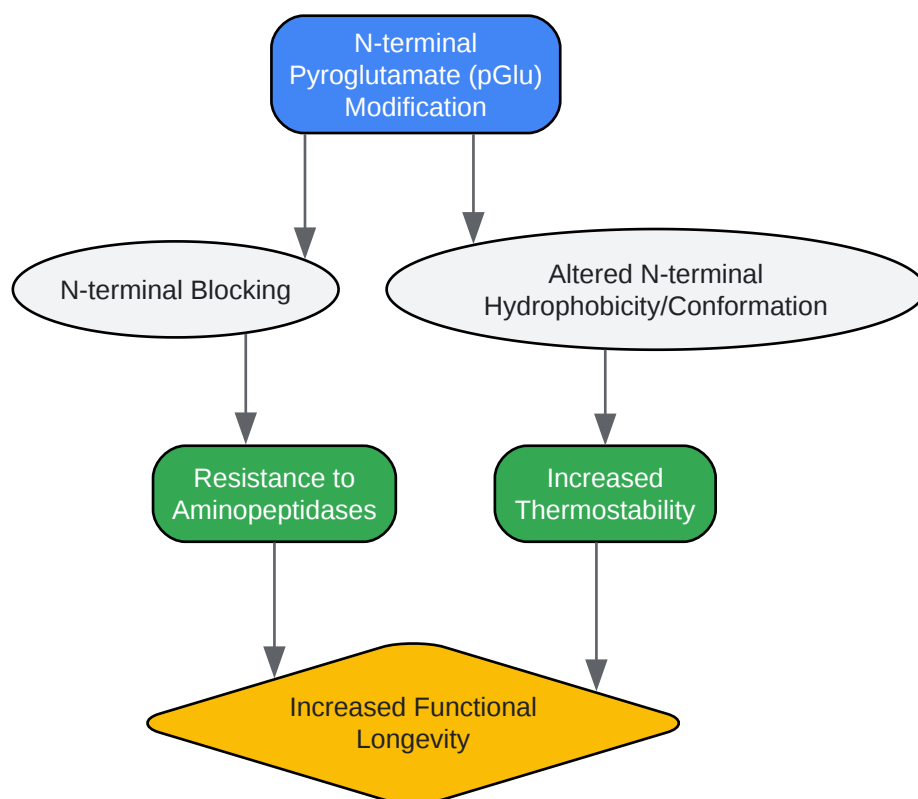 N-terminal
Pyroglutamate (pGlu)
Modification
N-terminal Blocking
Altered N-terminal
Hydrophobicity/Conformation
Resistance to
Aminopeptidases
Increased
Thermostability
Increased Functional
Longevity